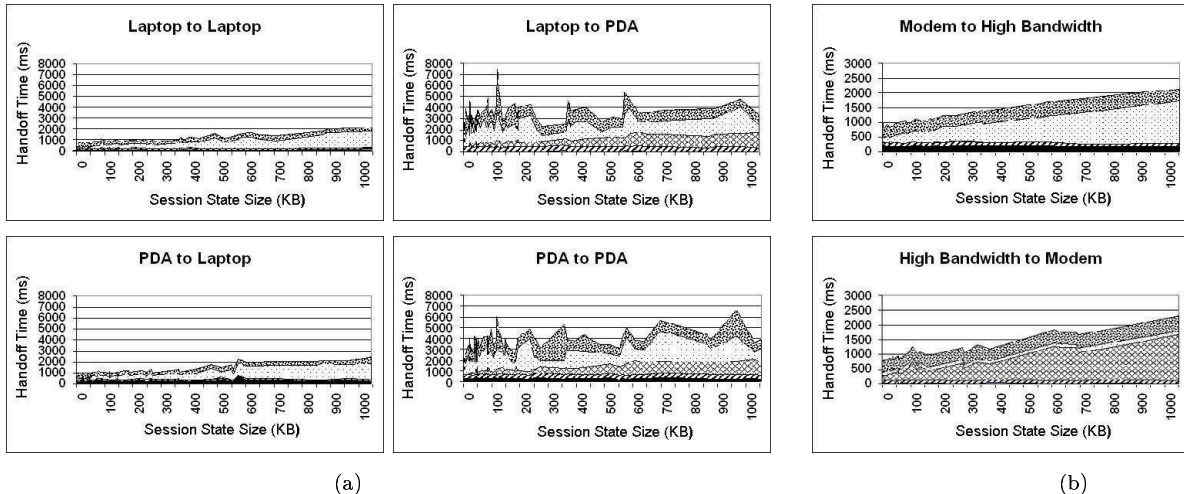 Laptop to Laptop
Handoff Time (ms)
8000
7000
6000
5000
4000
3000
2000
1000
0
0 100 200 300 400 500 600 700 800 900 1000
Session State Size (KB)
Laptop to PDA
Handoff Time (ms)
8000
7000
6000
5000
4000
3000
2000
1000
0
0 100 200 300 400 500 600 700 800 900 1000
Session State Size (KB)
Modem to High Bandwidth
Handoff Time (ms)
3000
2500
2000
1500
1000
500
0
0 100 200 300 400 500 600 700 800 900 1000
Session State Size (KB)
PDA to Laptop
Handoff Time (ms)
8000
7000
6000
5000
4000
3000
2000
1000
0
0 100 200 300 400 500 600 700 800 900 1000
Session State Size (KB)
PDA to PDA
Handoff Time (ms)
8000
7000
6000
5000
4000
3000
2000
1000
0
0 100 200 300 400 500 600 700 800 900 1000
Session State Size (KB)
High Bandwidth to Modem
Handoff Time (ms)
3000
2500
2000
1500
1000
500
0
0 100 200 300 400 500 600 700 800 900 1000
Session State Size (KB)
(a)
(b)